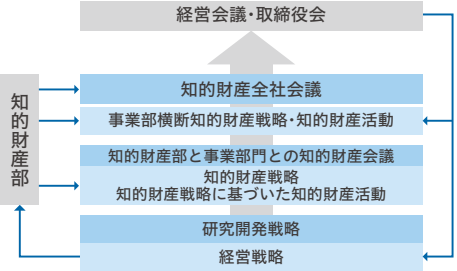 経営会議・取締役会
知的財産部
知的財産全社会議
事業部横断知的財産戦略・知的財産活動
知的財産部と事業部門との知的財産会議
知的財産戦略
知的財産戦略に基づいた知的財産活動
研究開発戦略
経営戦略